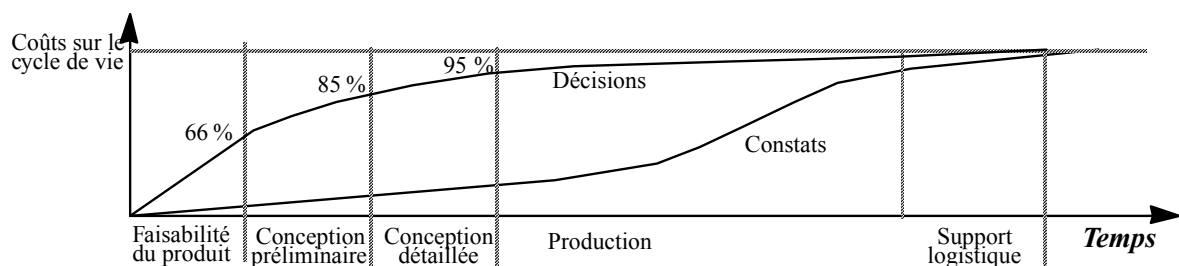 Coûts sur le
cycle de vie
66 %
85 %
95 %
Décisions
Constats
Faisabilité
du produit
Conception
préliminaire
Conception
détaillée
Production
Support
logistique
Temps